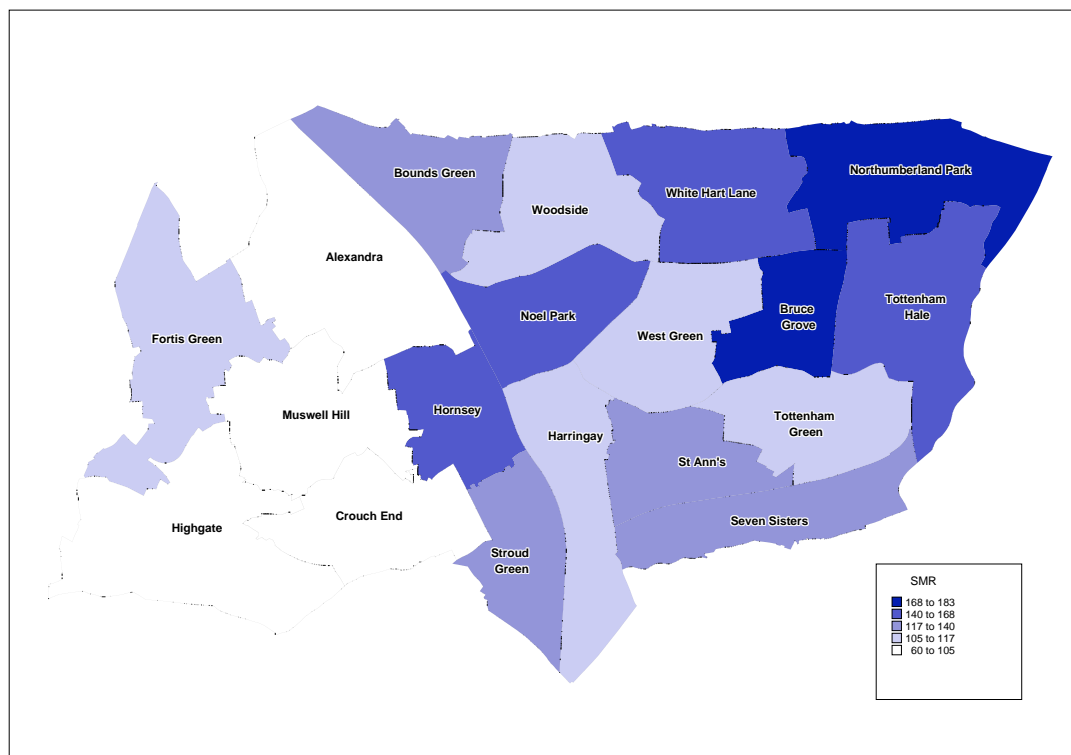 Bounds Green
Northumberland Park
White Hart Lane
Woodside
Alexandra
Tottenham
Hale
Bruce
Grove
Noel Park
West Green
Fortis Green
Muswell Hill
Hornsey
Tottenham
Green
Harringay
St Ann's
Crouch End
Seven Sisters
Highgate
Stroud
Green
SMR
168 to 183
140 to 168
117 to 140
105 to 117
60 to 105